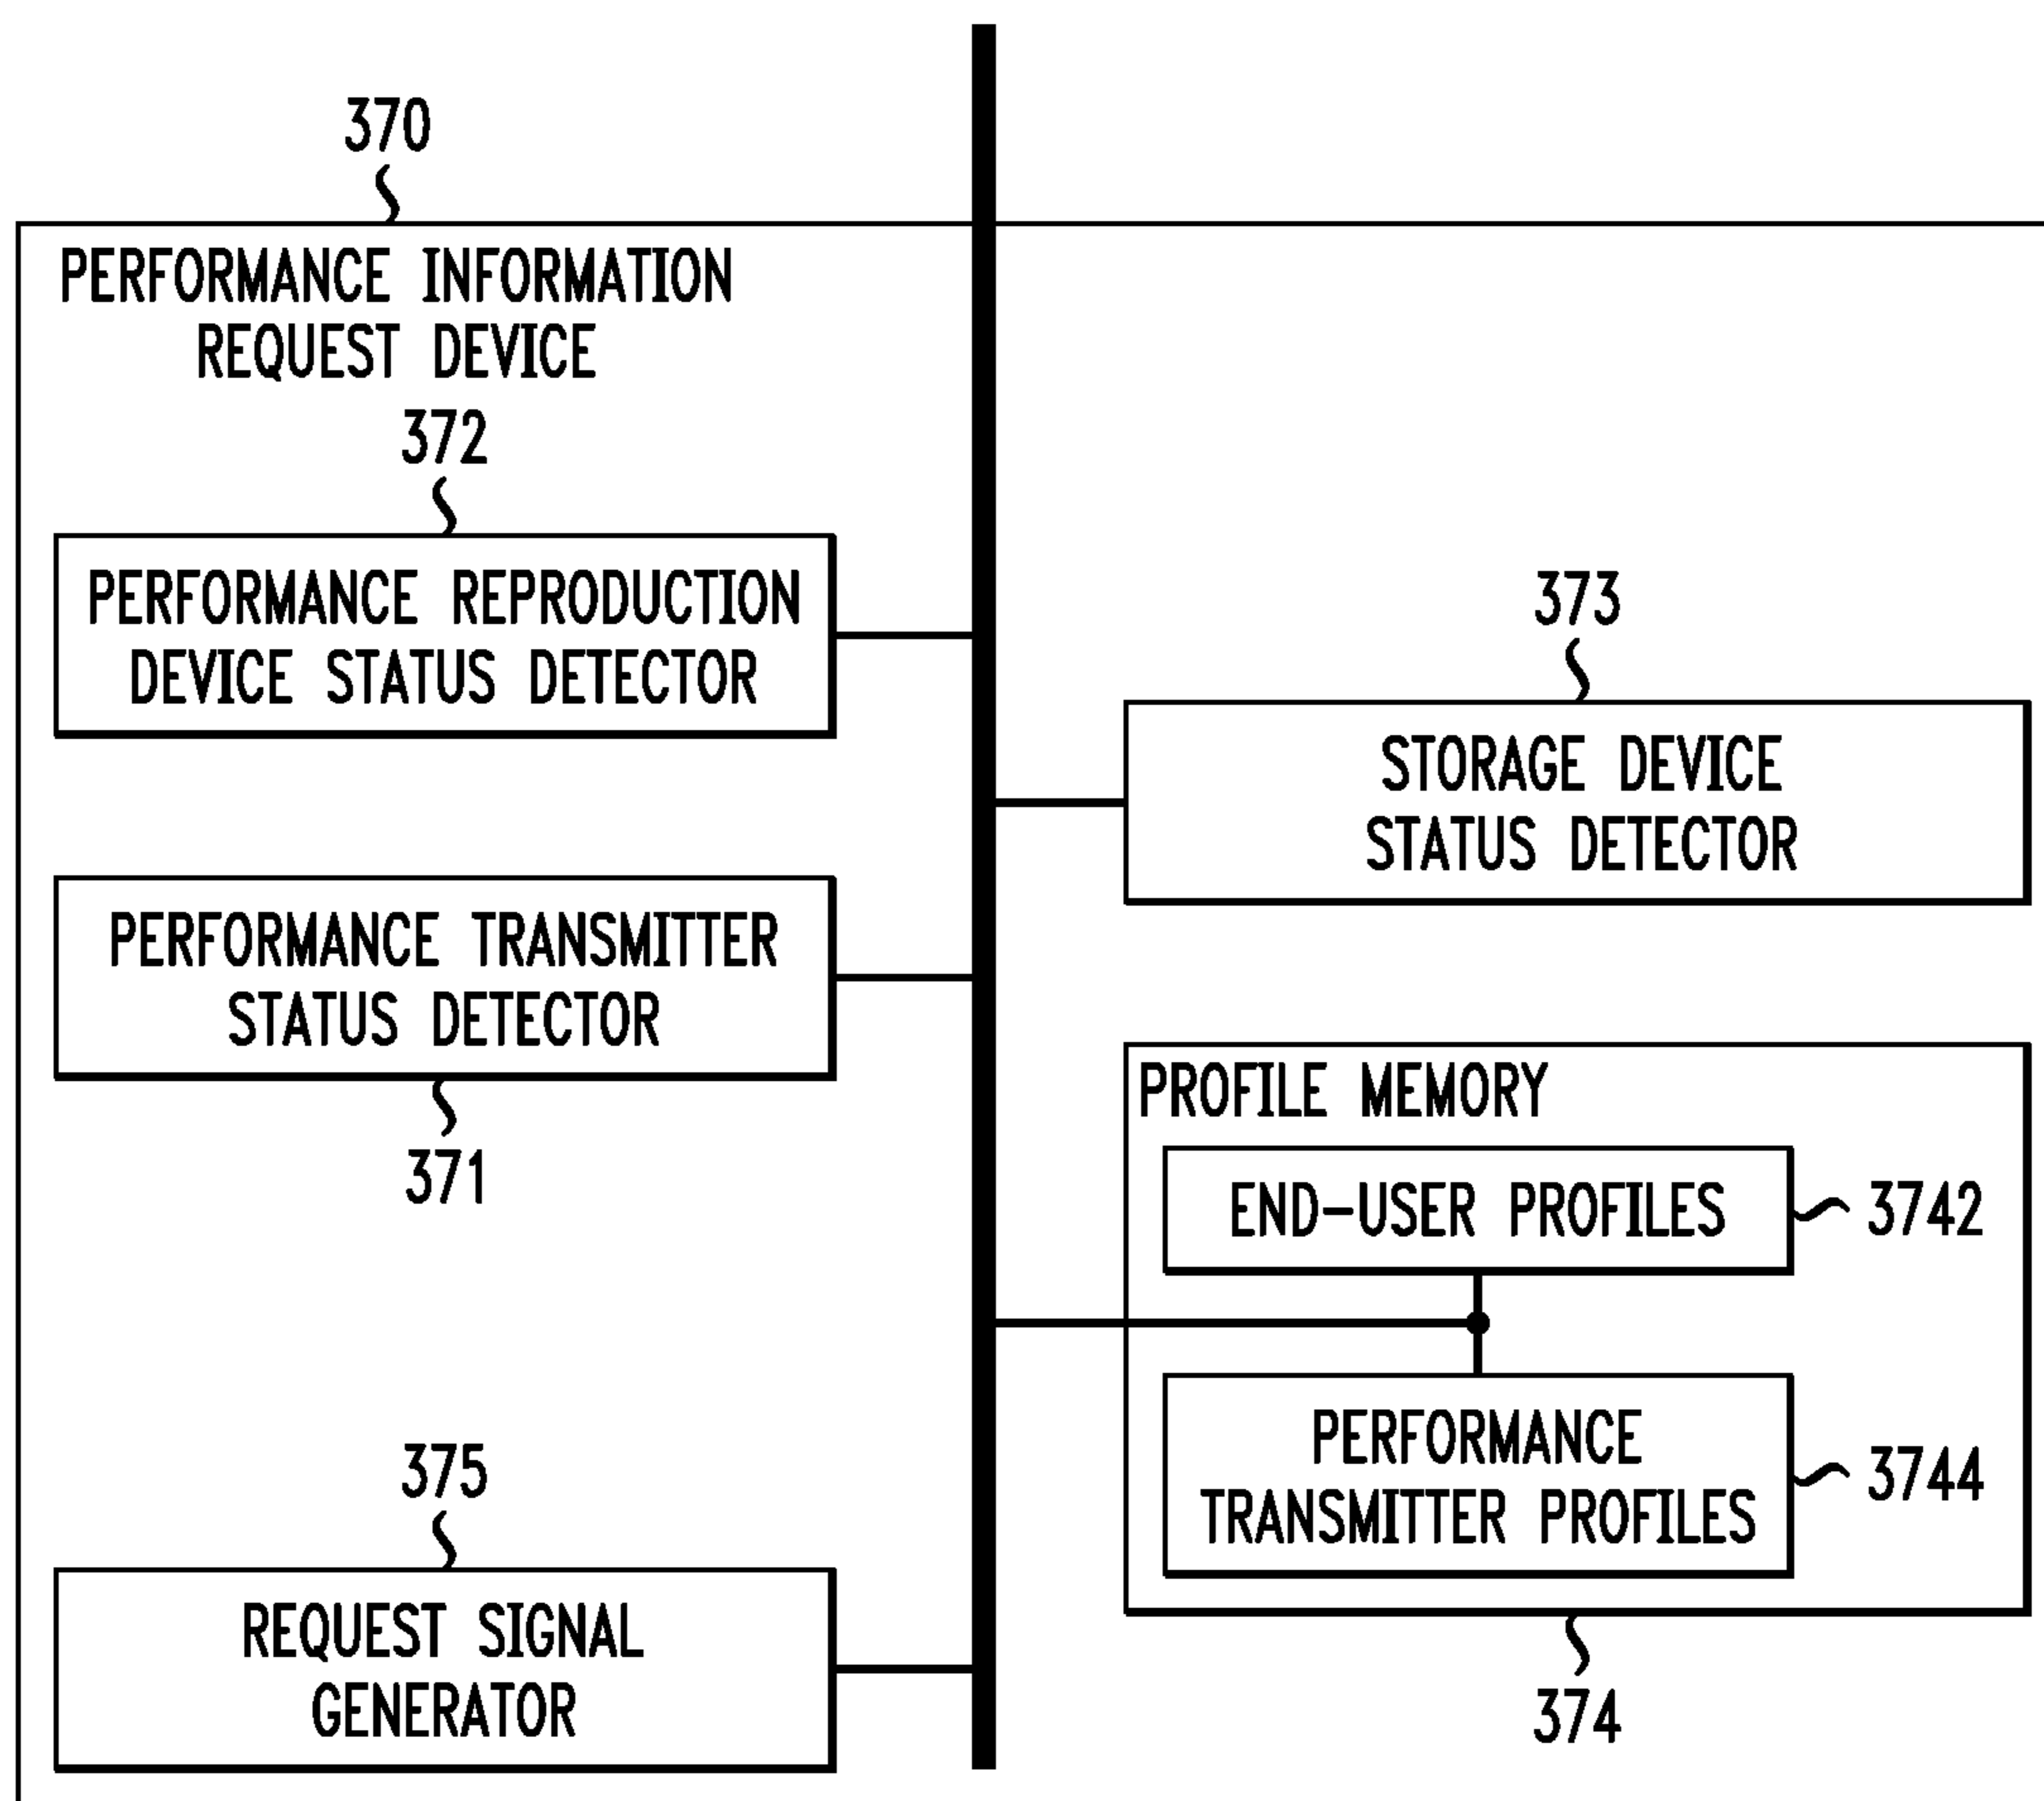 370
PERFORMANCE INFORMATION
REQUEST DEVICE
372
PERFORMANCE REPRODUCTION
DEVICE STATUS DETECTOR
373
STORAGE DEVICE
STATUS DETECTOR
PERFORMANCE TRANSMITTER
STATUS DETECTOR
371
PROFILE MEMORY
END-USER PROFILES
3742
PERFORMANCE
TRANSMITTER PROFILES
3744
374
375
REQUEST SIGNAL
GENERATOR